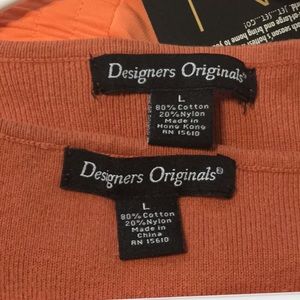 Designers Originals®
L
80% Cotton
20% Nylon
Made in
Hong Kong
RN 15610
Designers Originals®
L
80% Cotton
20% Nylon
Made in
China
RN 15610